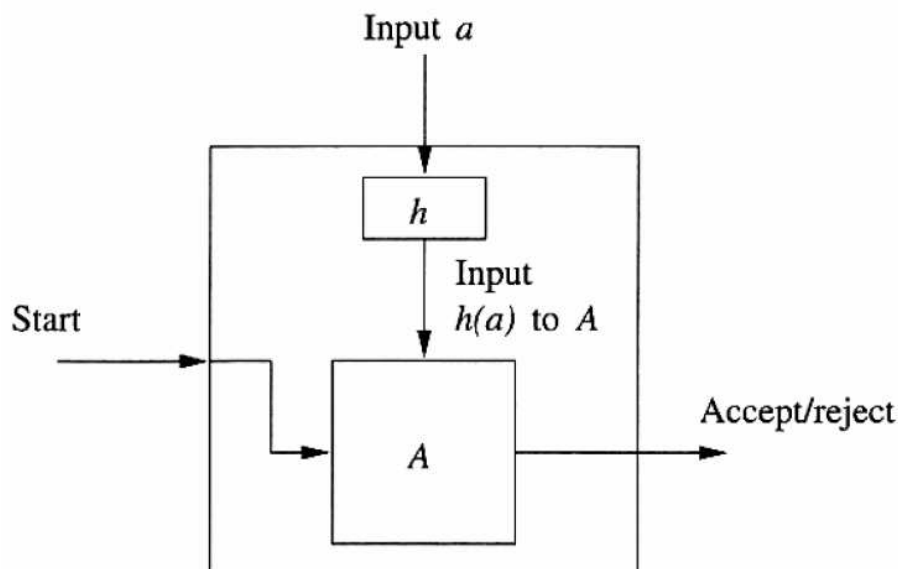 Input a
h
Input
h(a) to A
Start
Accept/reject
A